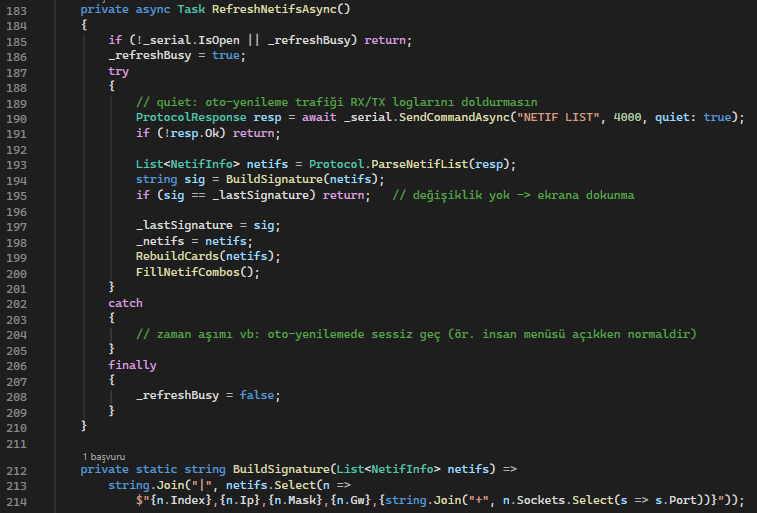 183 private async Task RefreshNetifsAsync()
184 {
185 if (!_serial.IsOpen || _refreshBusy) return;
186 _refreshBusy = true;
187 try
188 {
189 // quiet: oto-yenileme trafiği RX/TX loglarını doldurmasın
190 ProtocolResponse resp = await _serial.SendCommandAsync("NETIF LIST", 4000, quiet: true);
191 if (!resp.Ok) return;
192
193 List<NetifInfo> netifs = Protocol.ParseNetifList(resp);
194 string sig = BuildSignature(netifs);
195 if (sig == _lastSignature) return; // değişiklik yok -> ekrana dokunma
196
197 _lastSignature = sig;
198 _netifs = netifs;
199 RebuildCards(netifs);
200 FillNetifCombos();
201 }
202 catch
203 {
204 // zaman aşımı vb: oto-yenilemede sessiz geç (ör. insan menüsü açıkken normaldir)
205 }
206 finally
207 {
208 _refreshBusy = false;
209 }
210 }
211
1 başvuru
212 private static string BuildSignature(List<NetifInfo> netifs) =>
213 string.Join("|", netifs.Select(n =>
214 $"{n.Index},{n.Ip},{n.Mask},{n.Gw},{string.Join("+", n.Sockets.Select(s => s.Port))}"));